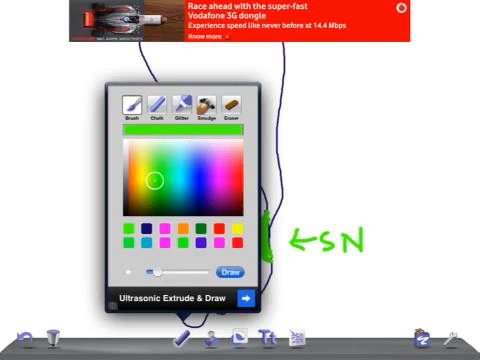 Race ahead with the super-fast
Vodafone 3G dongle
Experience speed like never before at 14.4 Mbps
Know more
Brush Chalk Glitter Smudge Eraser
← SN
Draw
Ultrasonic Extrude & Draw
Tt